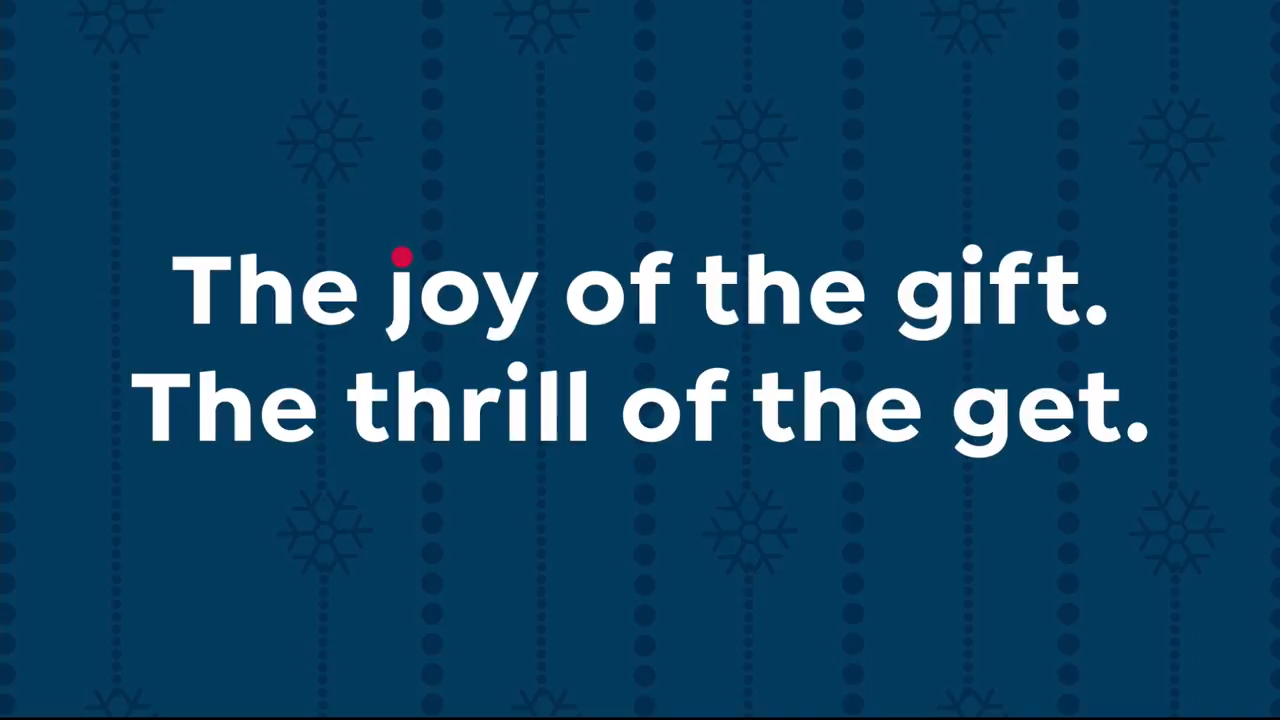 The joy of the gift.
The thrill of the get.